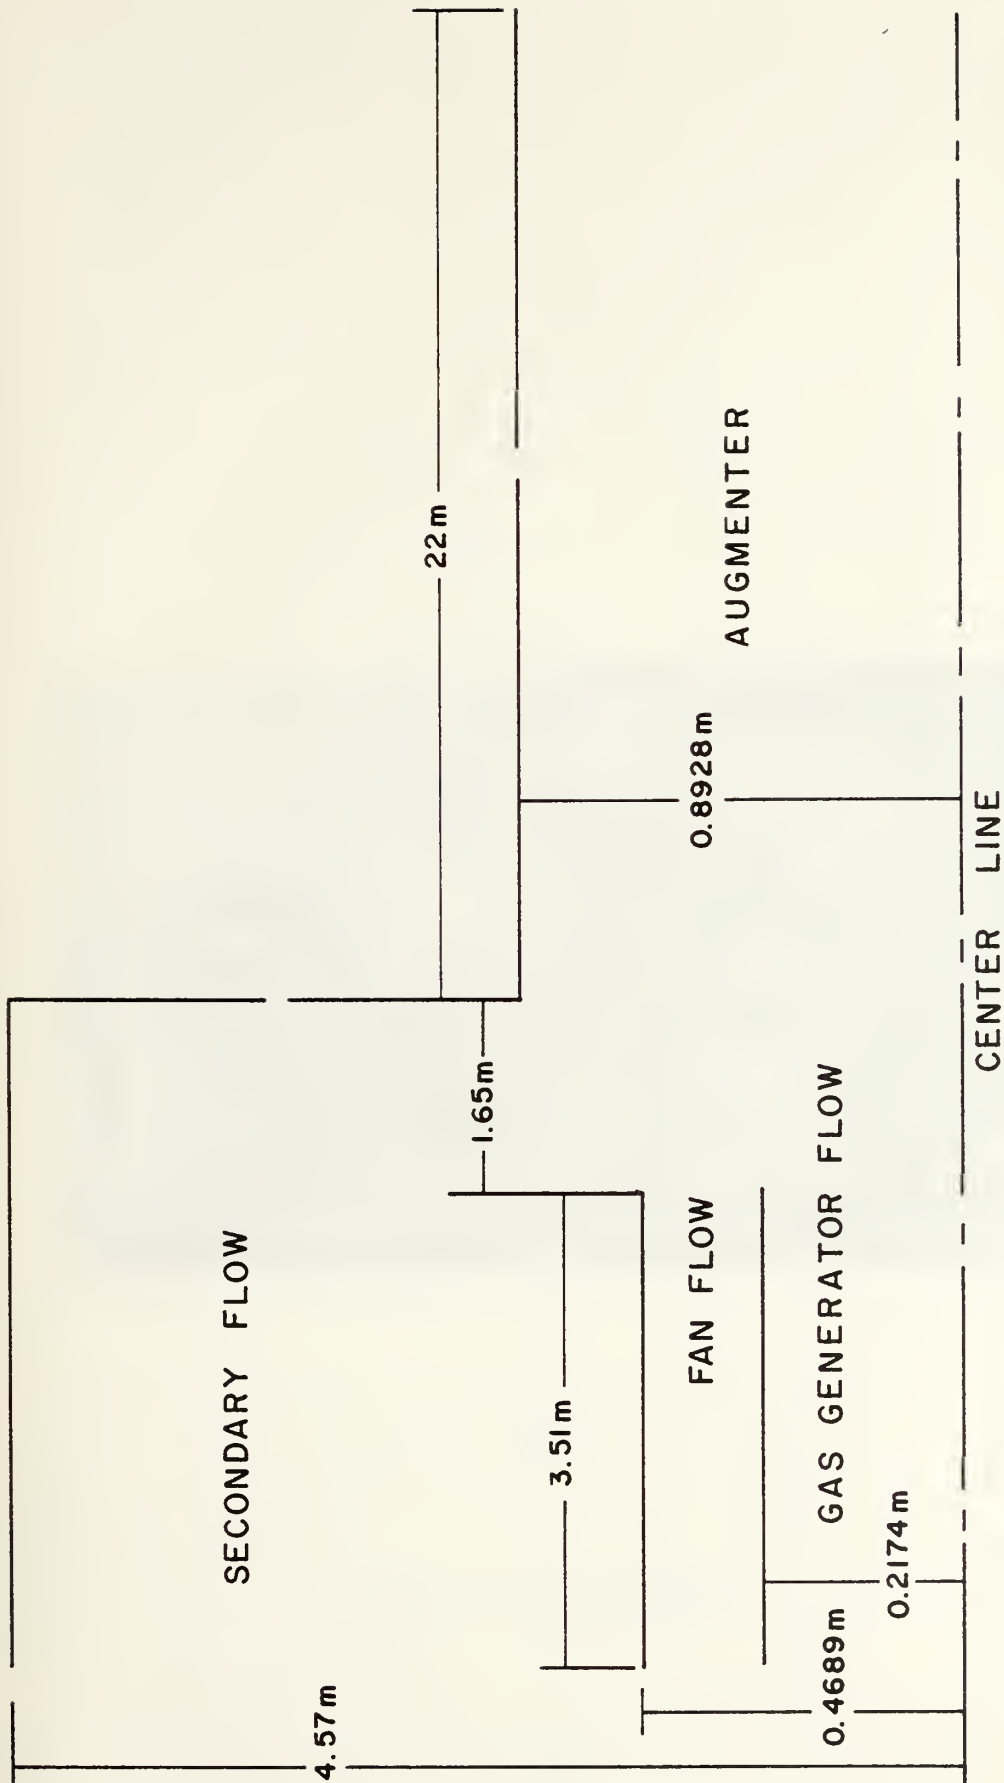 22m
AUGMENTER
0.8928m
1.65m
SECONDARY FLOW
3.51m
FAN FLOW
GAS GENERATOR FLOW
4.57m
0.4689m
0.2174m
CENTER LINE